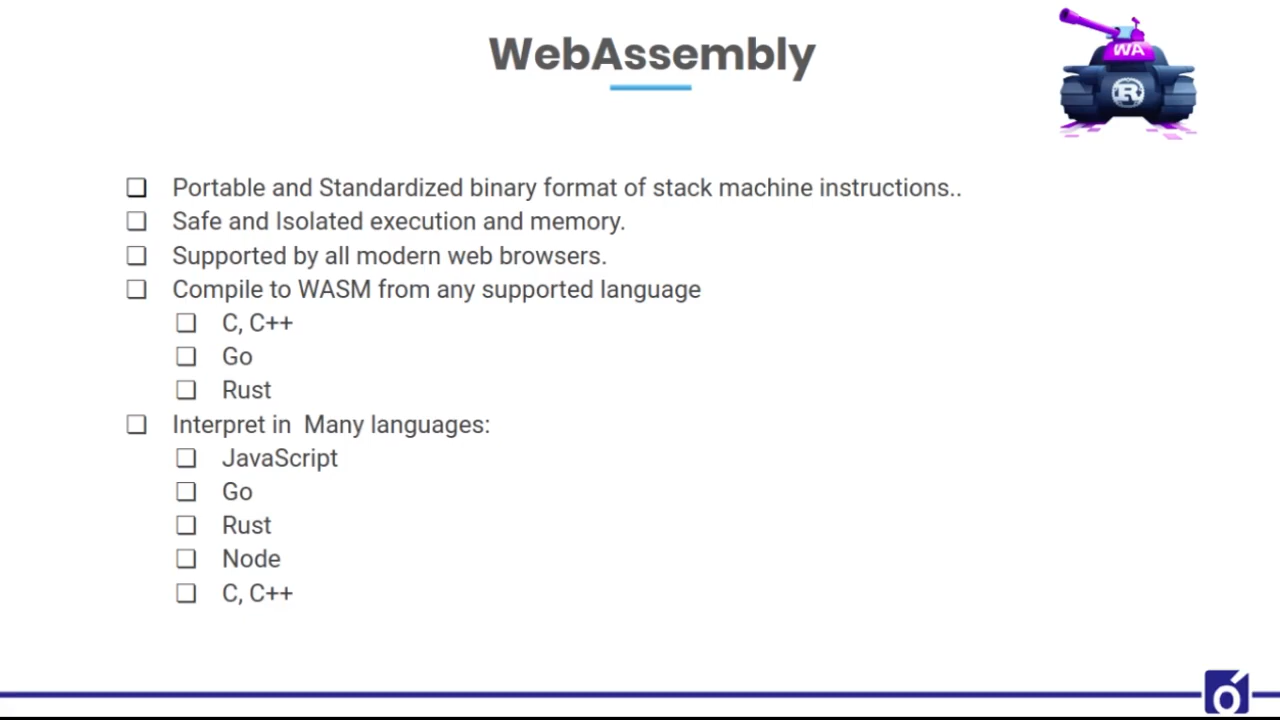 WebAssembly
WA
R
Portable and Standardized binary format of stack machine instructions..
Safe and Isolated execution and memory.
Supported by all modern web browsers.
Compile to WASM from any supported language
C, C++
Go
Rust
Interpret in  Many languages:
JavaScript
Go
Rust
Node
C, C++